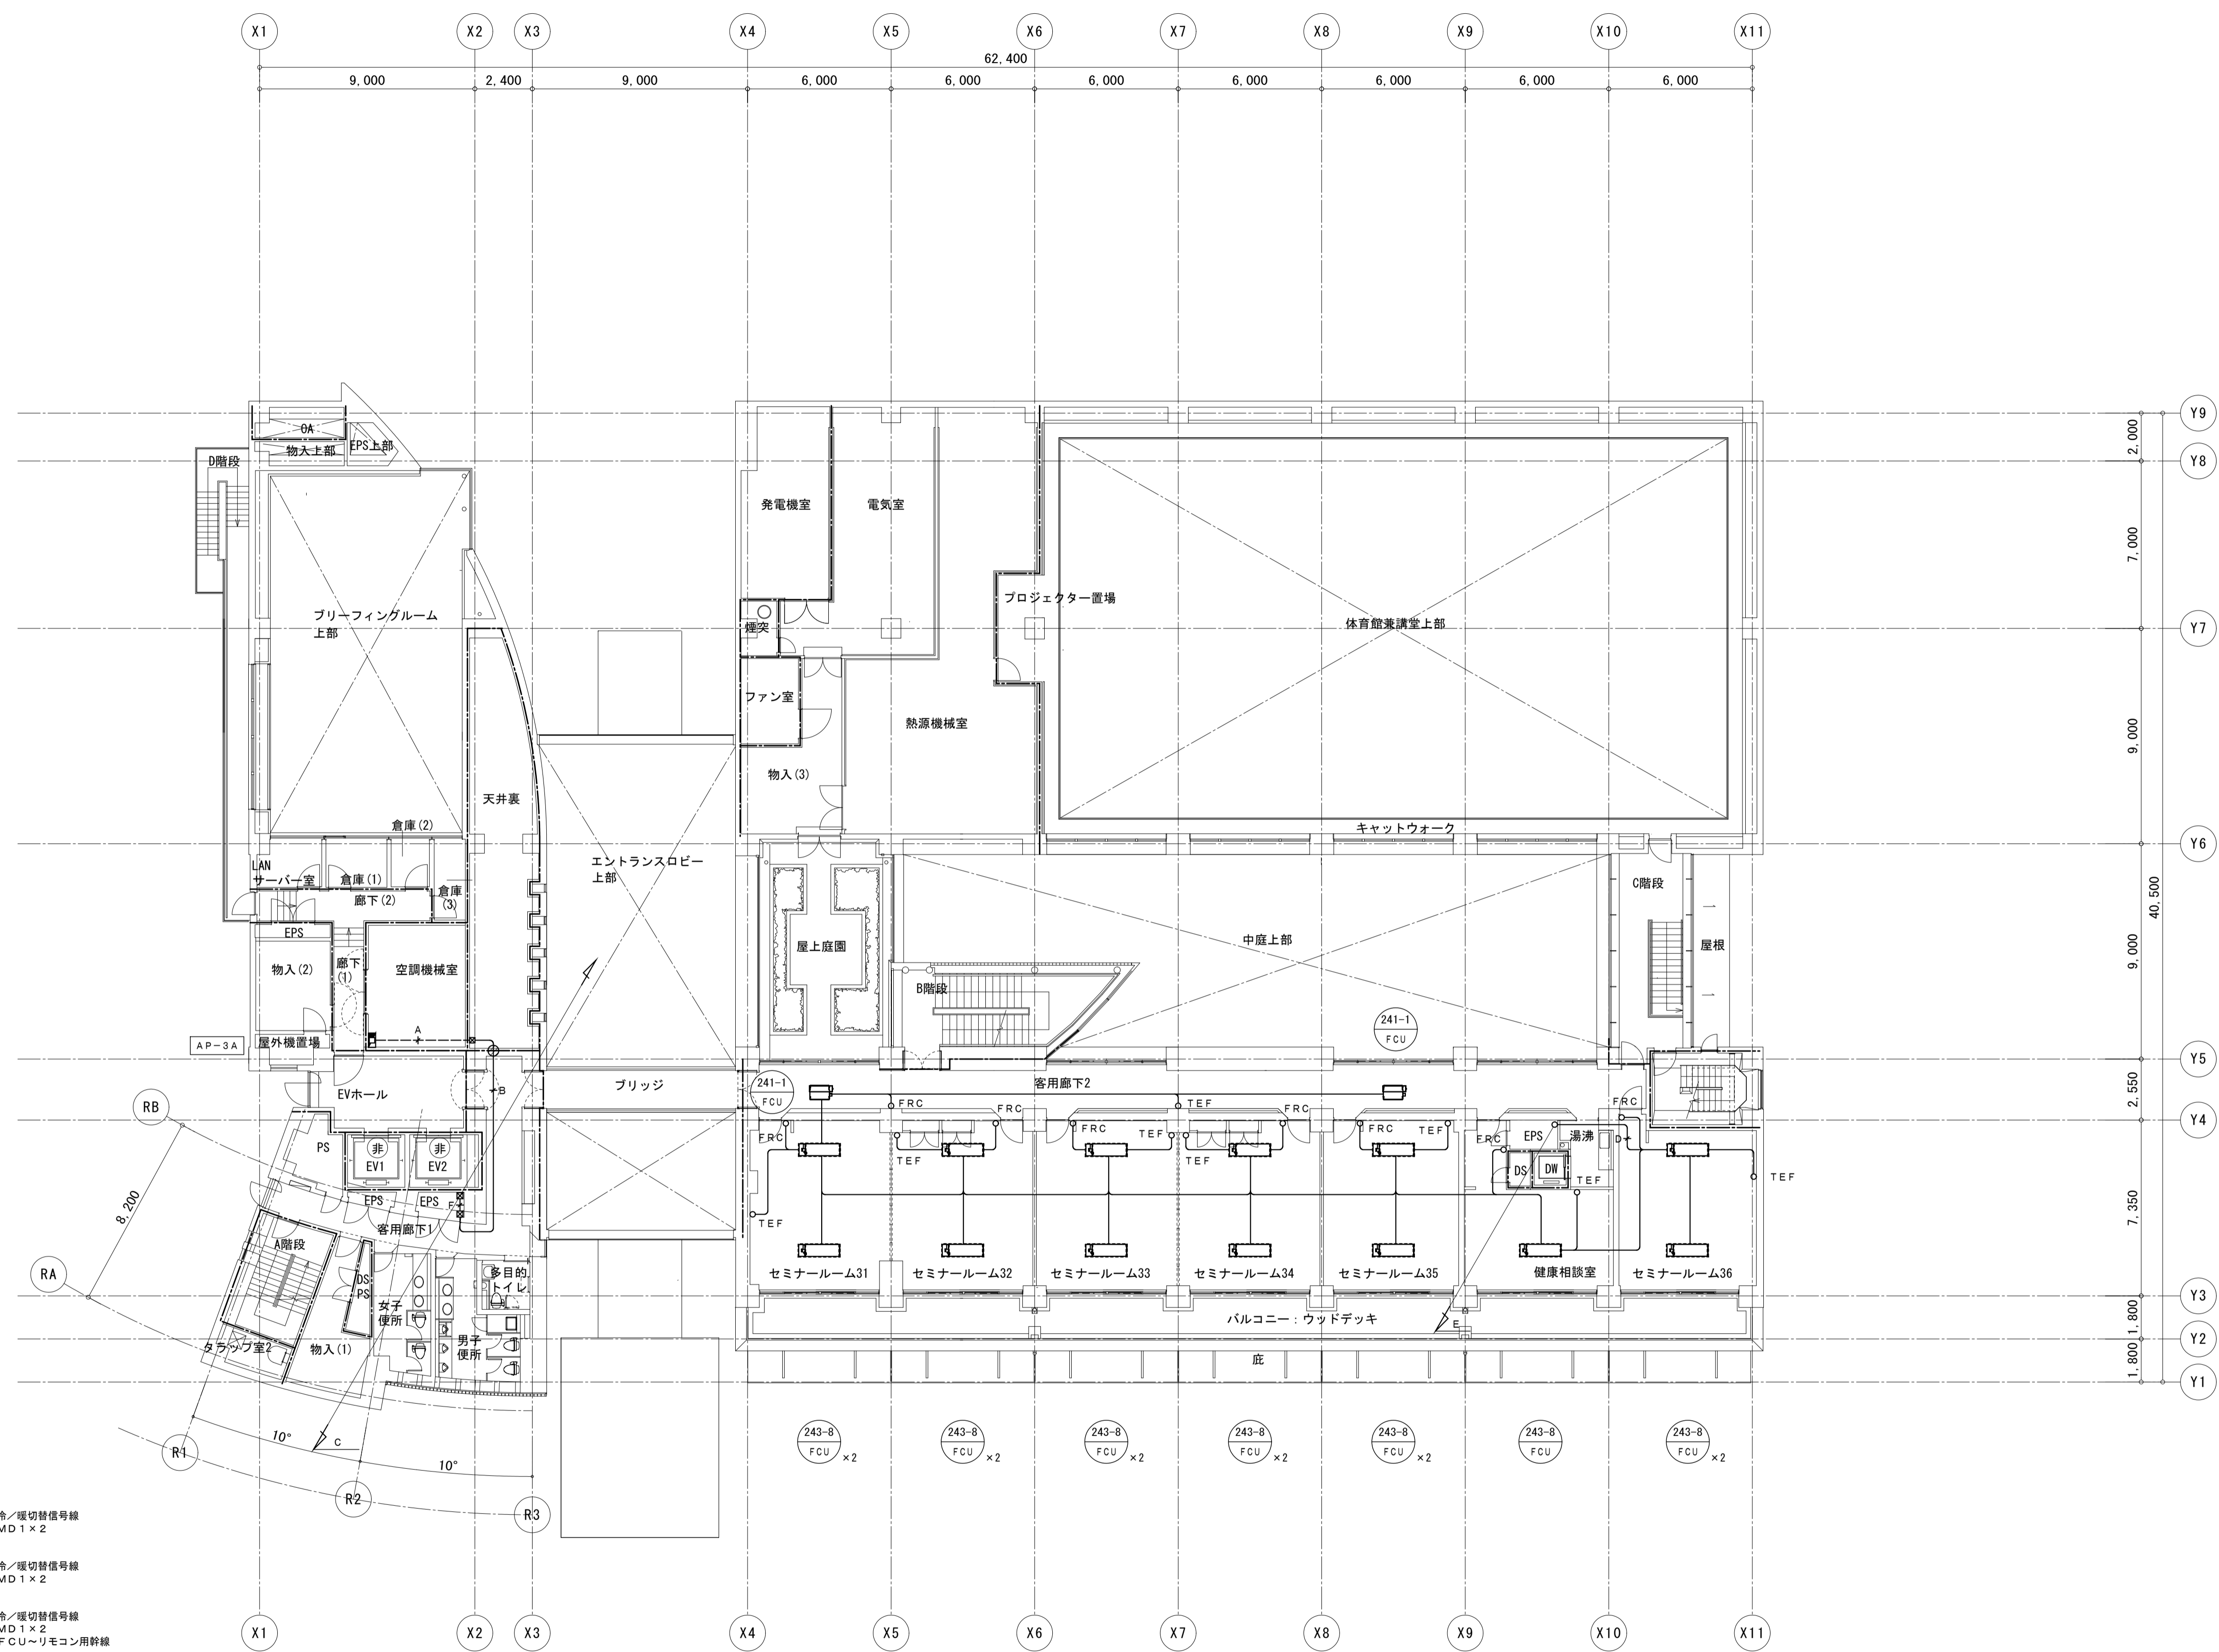 X1 X2 X3 X4 X5 X6 X7 X8 X9 X10 X11
62,400
9,000 2,400 9,000 6,000 6,000 6,000 6,000 6,000 6,000 6,000
Y9
OA
EPS上部
物入上部
2,000
D階段
Y8
発電機室
電気室
7,000
プロジェクター置場
ブリーフィングルーム
上部
体育館兼講堂上部
煙突
Y7
ファン室
熱源機械室
9,000
物入(3)
天井裏
倉庫(2)
キャットウォーク
Y6
エントランスロビー
上部
LAN
サーバー室
倉庫(1)
倉庫
(3)
廊下(2)
C階段
40,500
EPS
屋上庭園
中庭上部
屋根
9,000
物入(2)
廊下
(1)
空調機械室
B階段
241-1
FCU
A
AP-3A
屋外機置場
Y5
EVホール
B
ブリッジ
241-1
FCU
客用廊下2
2,550
RB
FRC
FRC
TEF
FRC
Y4
PS
非
EV1
非
EV2
FRC
TEF
FRC
TEF
TEF
FRC
TEF
FRC
EPS
湯沸
D
DS
DW
TEF
TEF
8,200
EPS
EPS
F
客用廊下1
TEF
7,350
A階段
RA
DS
PS
多目的
トイレ
セミナールーム31
セミナールーム32
セミナールーム33
セミナールーム34
セミナールーム35
健康相談室
セミナールーム36
Y3
女子
便所
バルコニー：ウッドデッキ
E
1,800
男子
便所
タラップ室2
物入(1)
Y2
庇
1,800
Y1
10°
C
R1
10°
243-8
FCU
×2
243-8
FCU
×2
243-8
FCU
×2
243-8
FCU
×2
243-8
FCU
×2
243-8
FCU
243-8
FCU
×2
R2
R3
冷／暖切替信号線
MD1×2
冷／暖切替信号線
MD1×2
冷／暖切替信号線
MD1×2
FCU～リモコン用幹線
X1 X2 X3 X4 X5 X6 X7 X8 X9 X10 X11